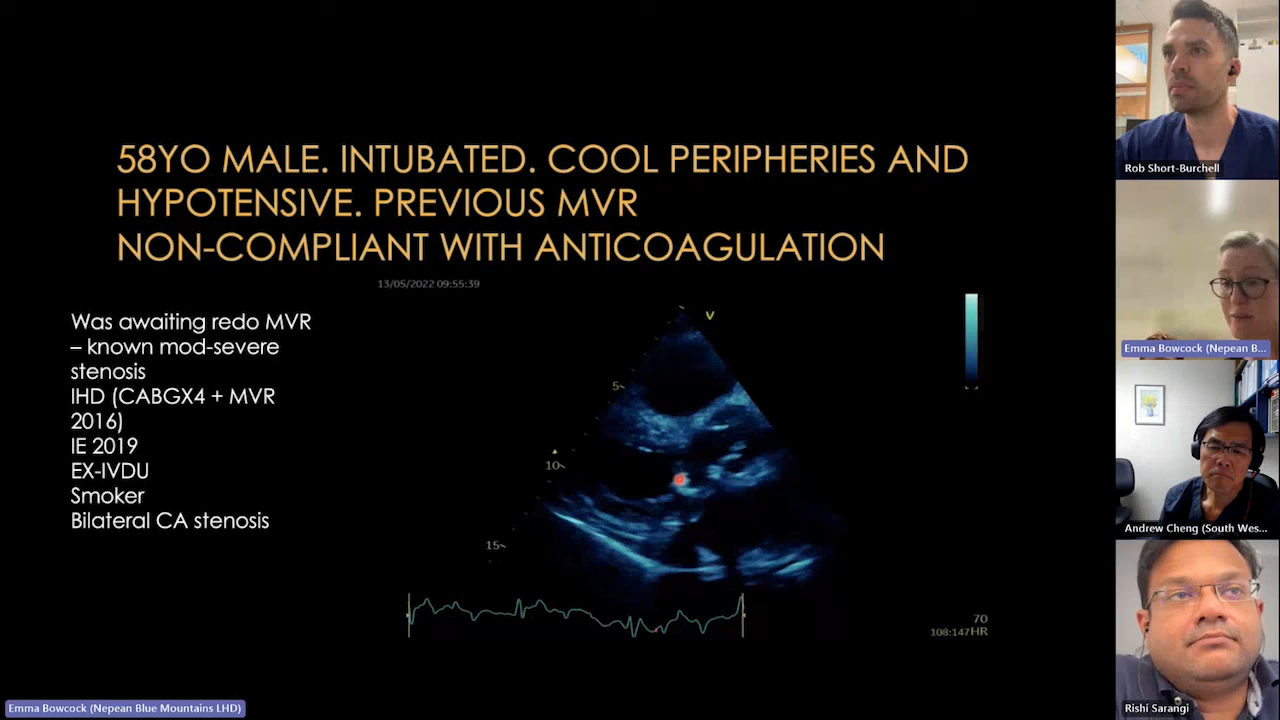 58YO MALE. INTUBATED. COOL PERIPHERIES AND
HYPOTENSIVE. PREVIOUS MVR
NON-COMPLIANT WITH ANTICOAGULATION
13/05/2022 09:55:39
Was awaiting redo MVR
– known mod-severe
stenosis
IHD (CABGX4 + MVR
2016)
IE 2019
EX-IVDU
Smoker
Bilateral CA stenosis
V
5
10
15
70
108:147HR
Rob Short-Burchell
Emma Bowcock (Nepean B...
Andrew Cheng (South Wes...
Rishi Sarangi
Emma Bowcock (Nepean Blue Mountains LHD)